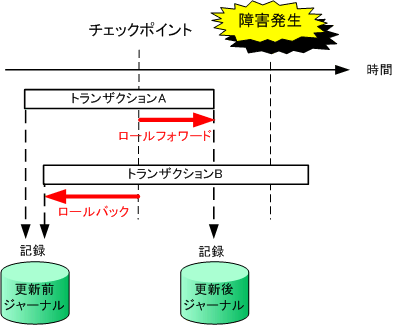 障害発生
チェックポイント
時間
トランザクションA
ロールフォワード
トランザクションB
ロールバック
記録
記録
更新前
ジャーナル
更新後
ジャーナル